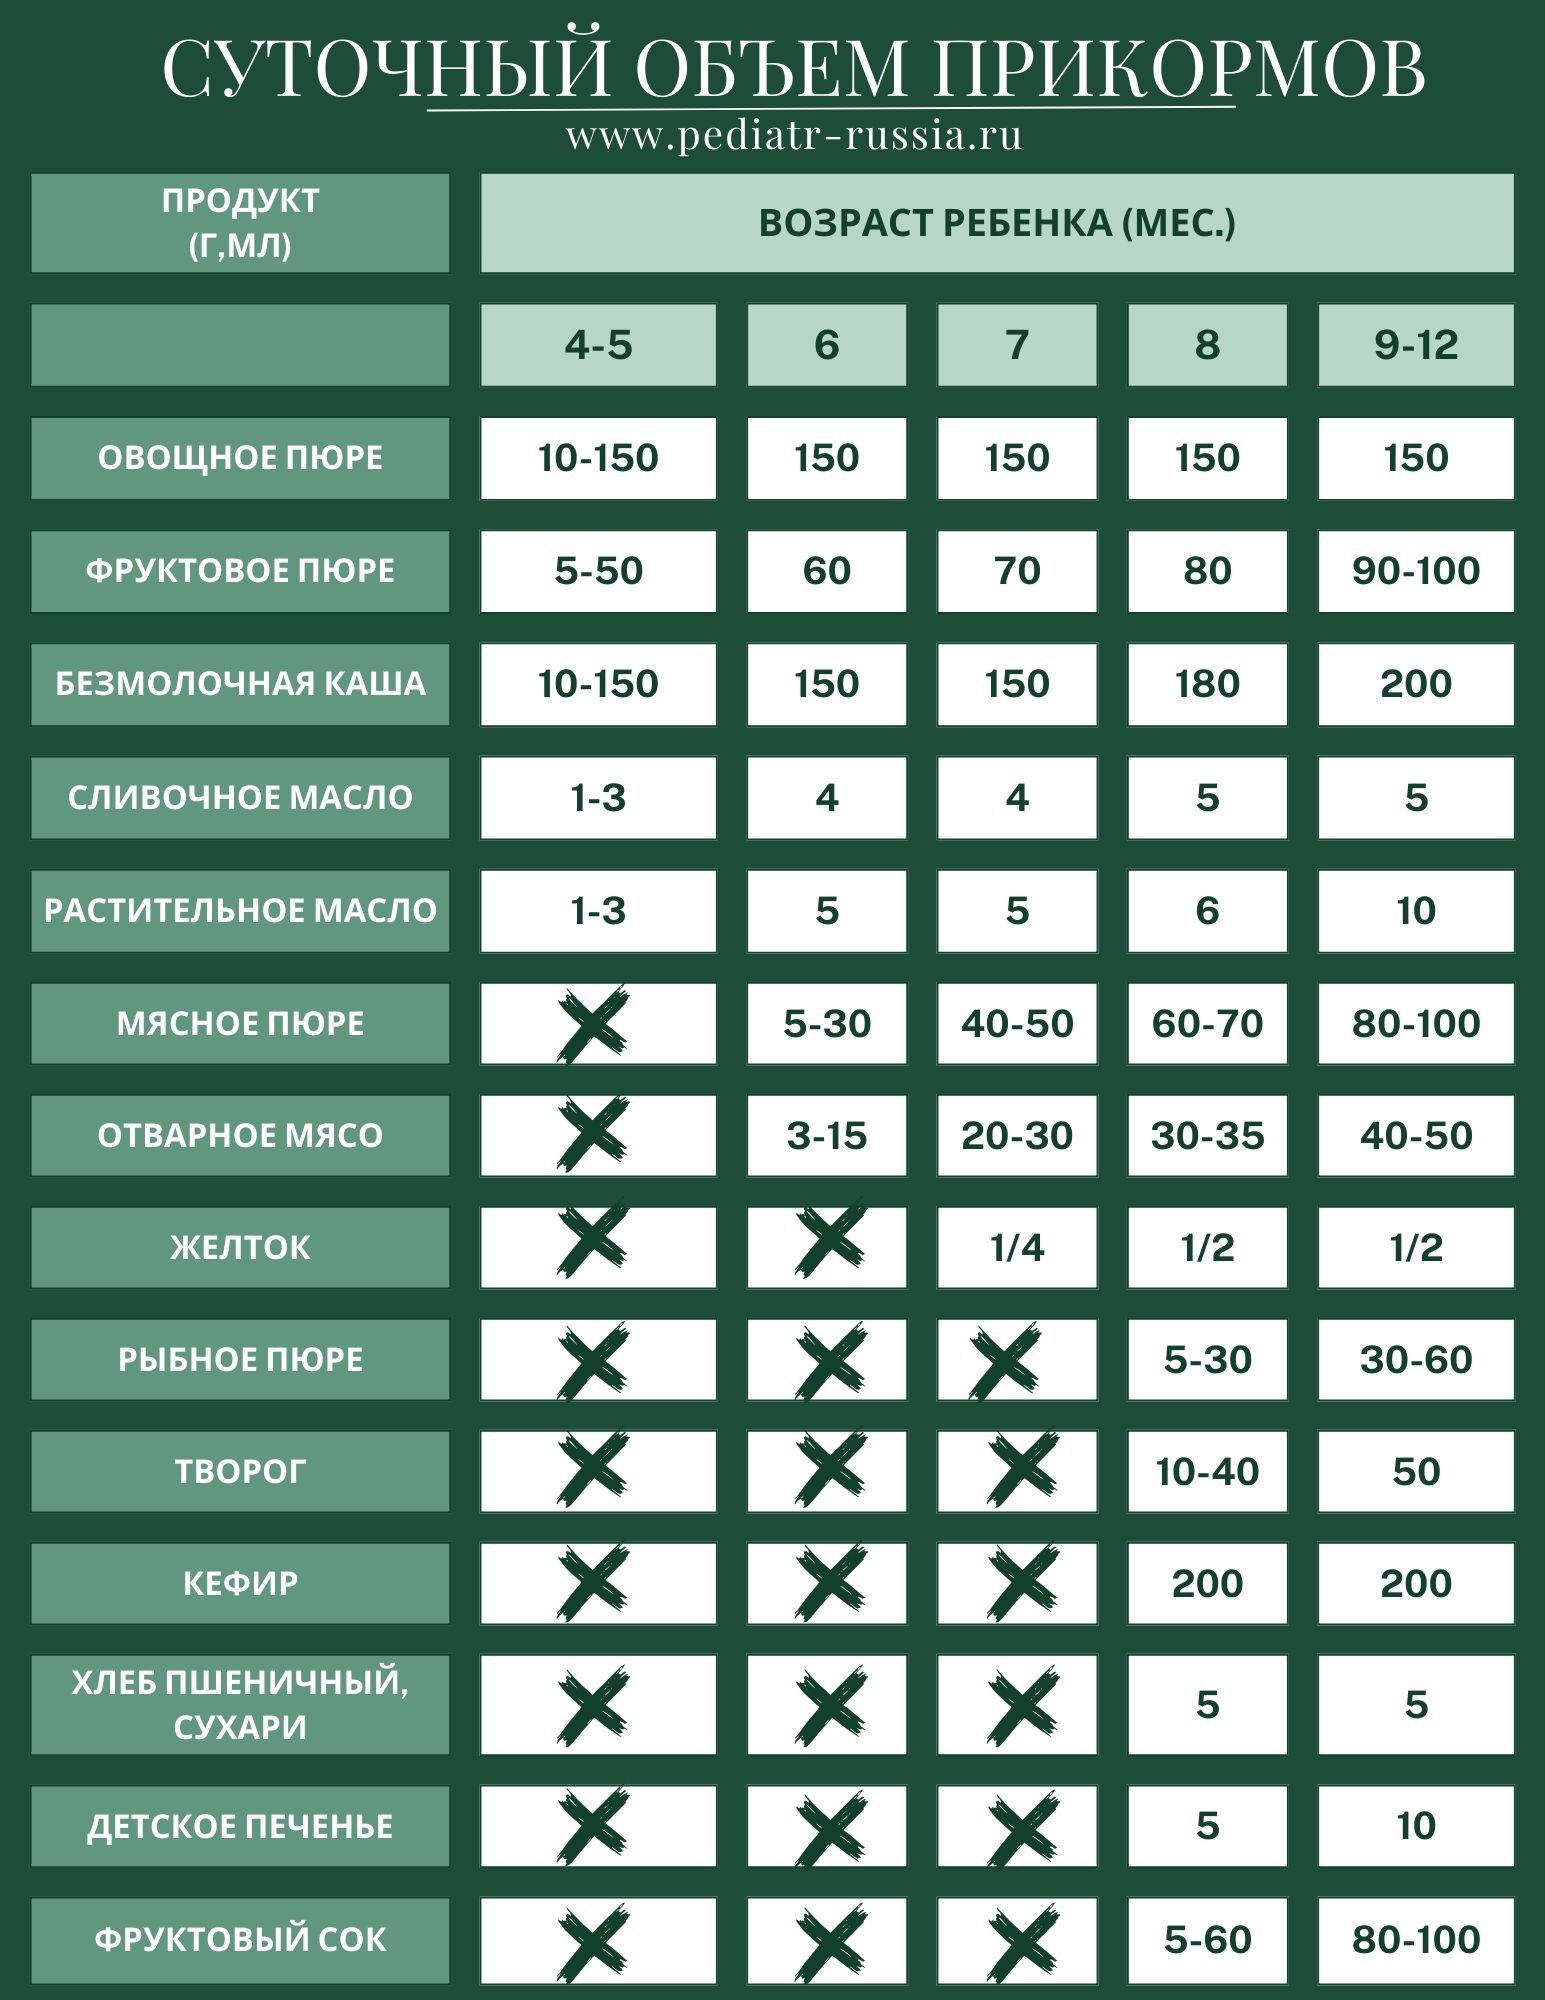 СУТОЧНЫЙ ОБЪЕМ ПРИКОРМОВ
www.pediatr-russia.ru
ПРОДУКТ
(Г,МЛ)
ВОЗРАСТ РЕБЕНКА (МЕС.)
4-5 6 7 8 9-12
ОВОЩНОЕ ПЮРЕ 10-150 150 150 150 150
ФРУКТОВОЕ ПЮРЕ 5-50 60 70 80 90-100
БЕЗМОЛОЧНАЯ КАША 10-150 150 150 180 200
СЛИВОЧНОЕ МАСЛО 1-3 4 4 5 5
РАСТИТЕЛЬНОЕ МАСЛО 1-3 5 5 6 10
МЯСНОЕ ПЮРЕ 5-30 40-50 60-70 80-100
ОТВАРНОЕ МЯСО 3-15 20-30 30-35 40-50
ЖЕЛТОК 1/4 1/2 1/2
РЫБНОЕ ПЮРЕ 5-30 30-60
ТВОРОГ 10-40 50
КЕФИР 200 200
ХЛЕБ ПШЕНИЧНЫЙ,
СУХАРИ 5 5
ДЕТСКОЕ ПЕЧЕНЬЕ 5 10
ФРУКТОВЫЙ СОК 5-60 80-100